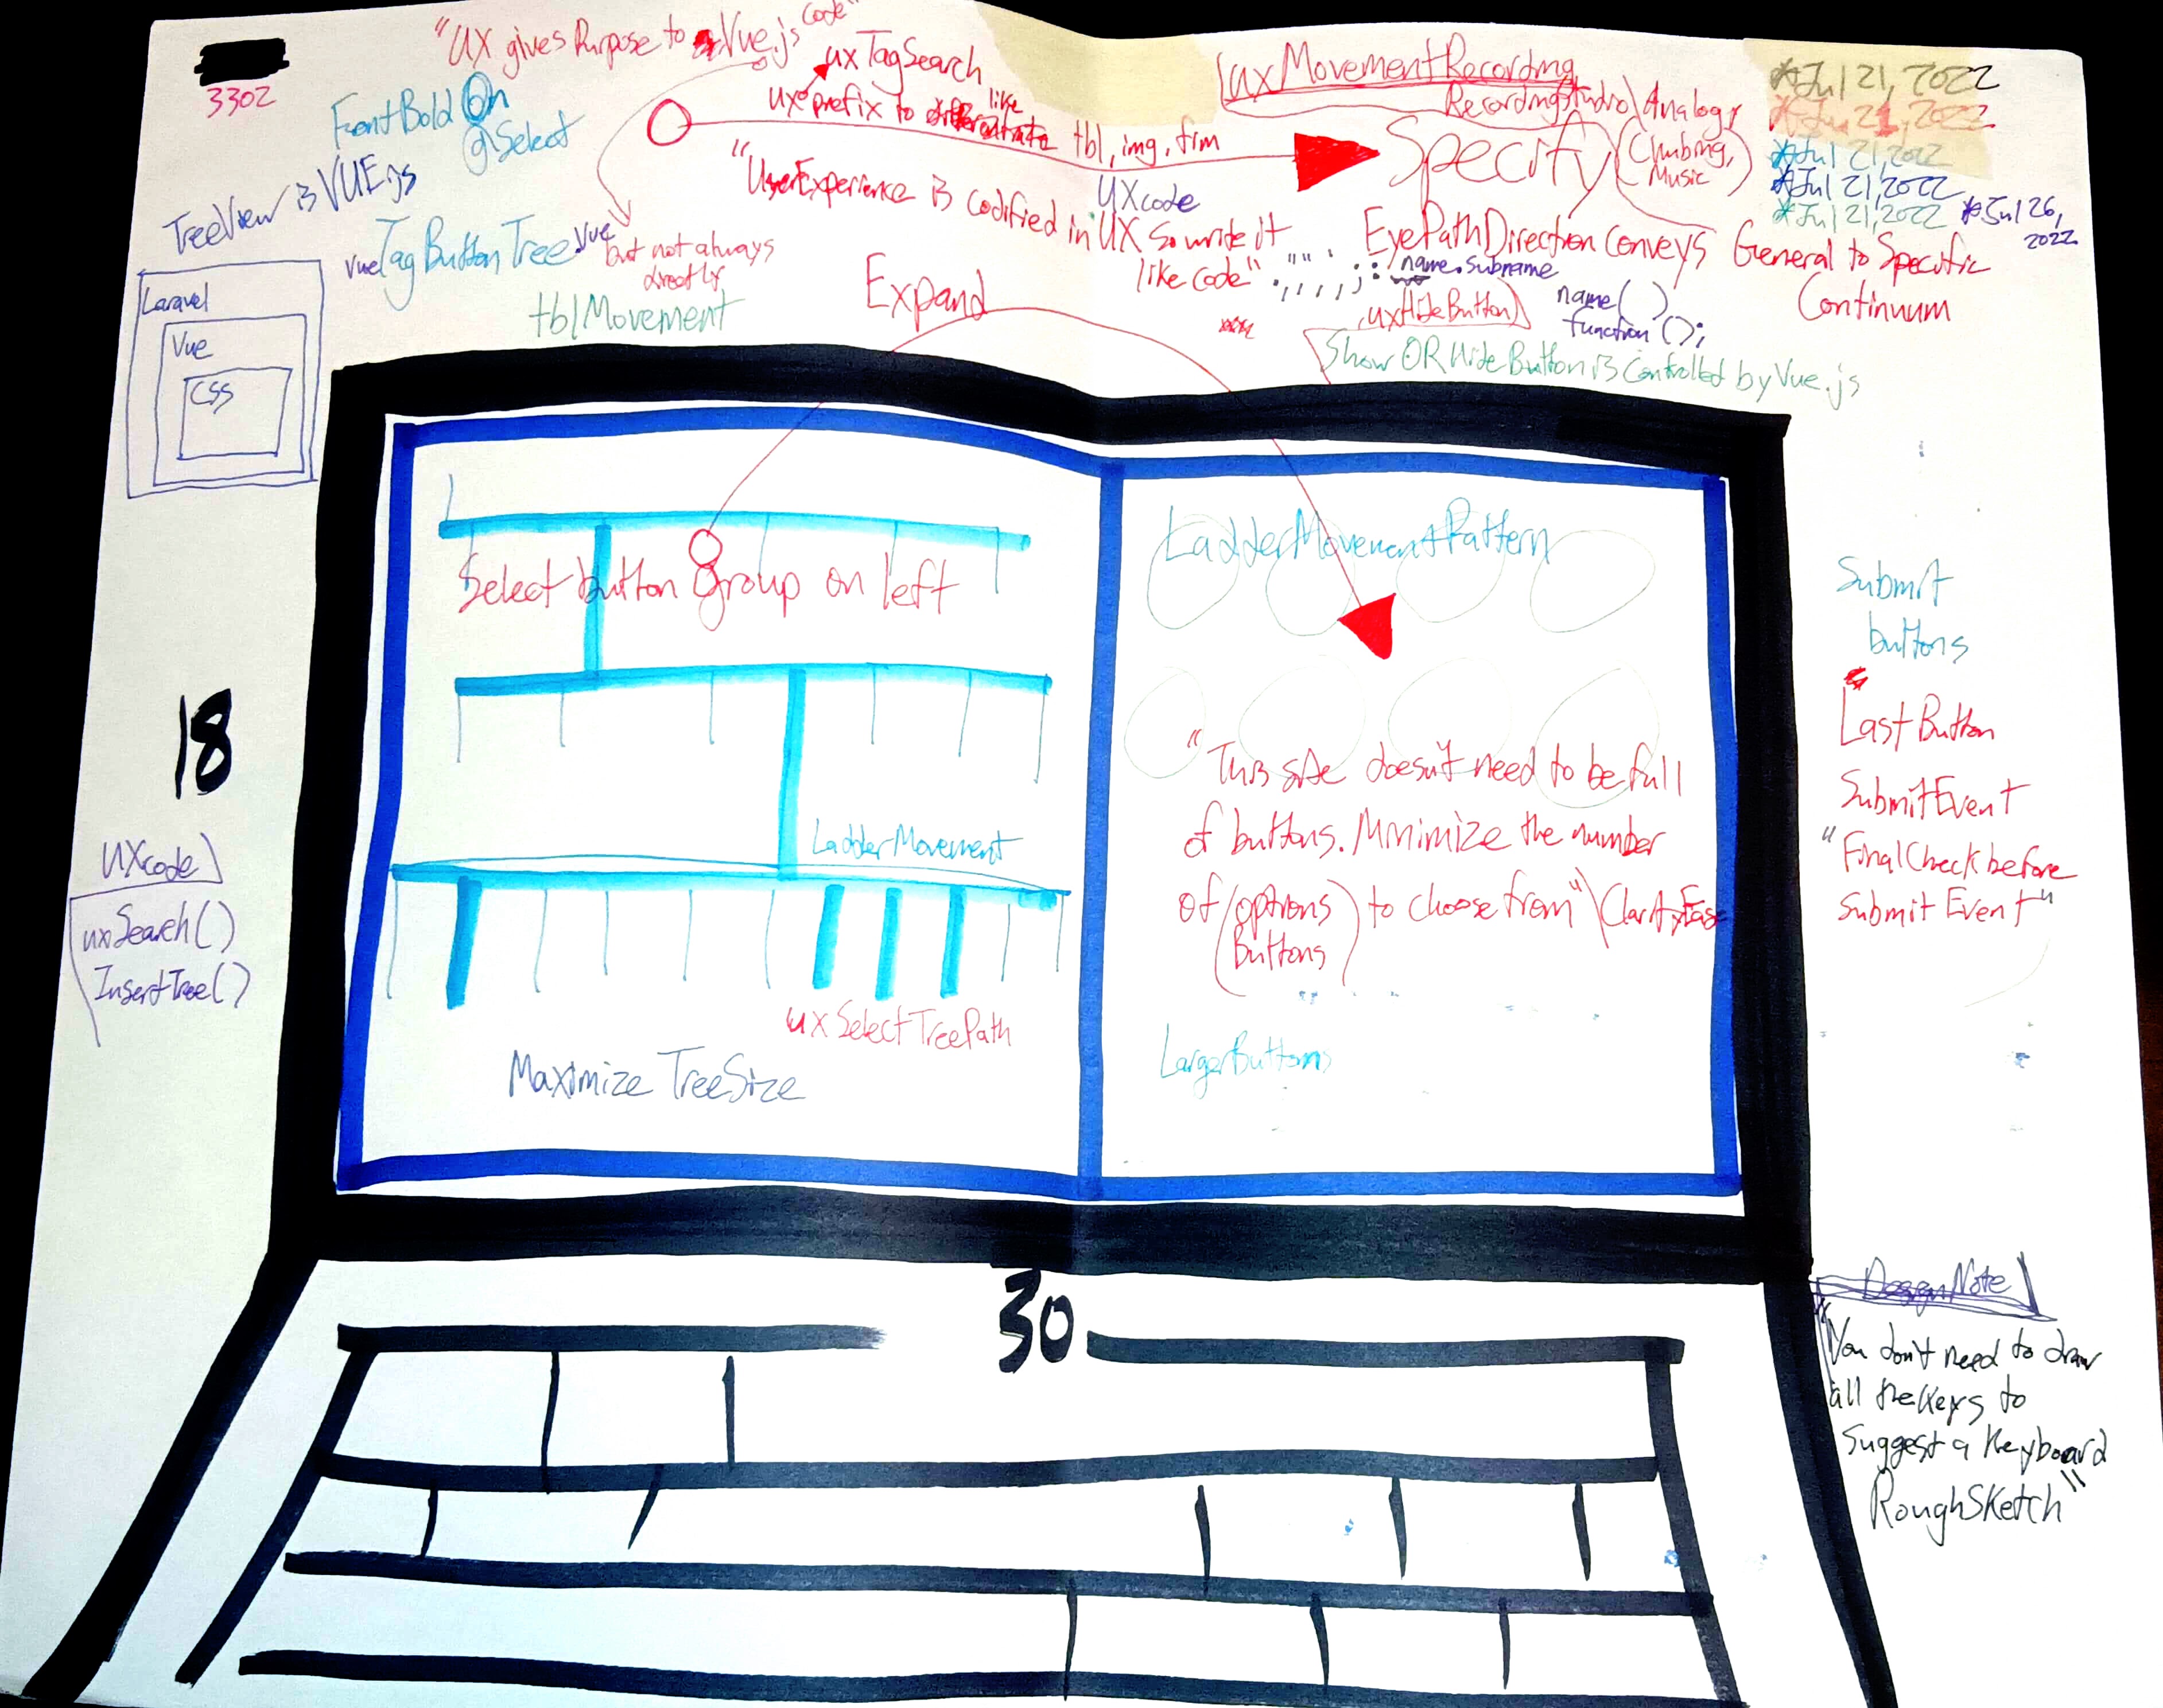 3302
"UX gives Purpose to Vue.js Code"
FontBold On
@Select
TreeView is VUE.js
vueTagButtonTree.vue
but not always
directly
tblMovement
Laravel
Vue
CSS
uxTagSearch
ux prefix to differentiate like tbl, img, frm
"UserExperience is codified in UX so write it
like code"
UXcode
Expand
uxMovementRecording
RecordingStudio Analogy
Specify
(Climbing,
Music)
EyePathDirection Conveys
General to Specific
Continuum
name.subname
name()
function();
uxHideButton
Show OR Hide Button is Controlled by Vue.js
*Jul 21, 2022
*Jul 21, 2022
*Jul 21, 2022
*Jul 21, 2022
*Jul 21, 2022
*Jul 26,
2022
Select button Group on left
LadderMovement
uxSelectTreePath
Maximize TreeSize
LadderMovementPattern
"This site doesn't need to be full
of buttons. Minimize the number
of (options) to choose from"
Buttons
Clarity, Ease
LargerButtons
18
UXcode
uxSearch()
InsertTree()
Submit
buttons
LastButton
SubmitEvent
"FinalCheck before
Submit Event"
30
DesignNote
"You don't need to draw
all the Keys to
suggest a Keyboard
RoughSketch"